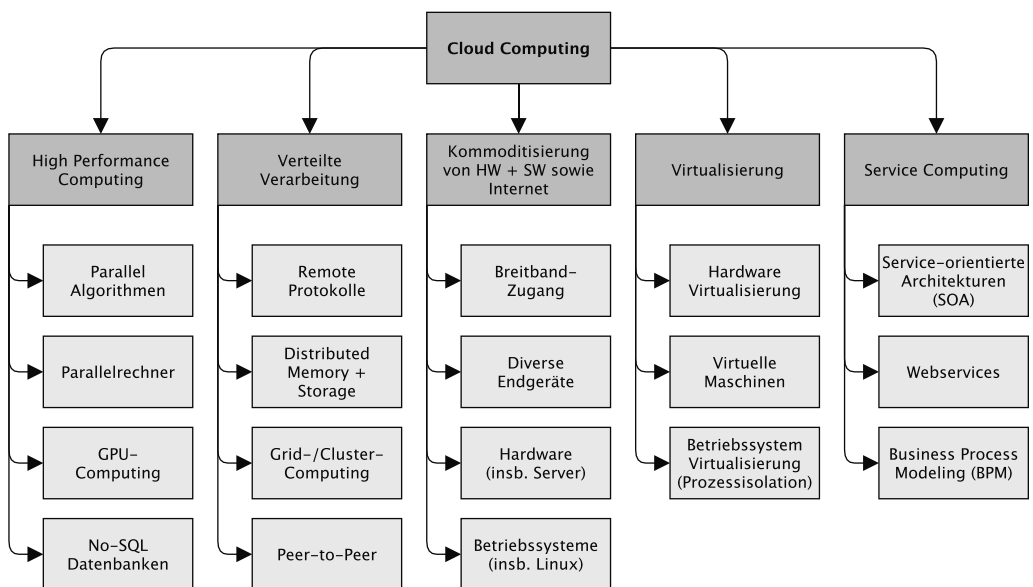 Cloud Computing
High Performance
Computing
Verteilte
Verarbeitung
Kommoditisierung
von HW + SW sowie
Internet
Virtualisierung
Service Computing
Parallel
Algorithmen
Remote
Protokolle
Breitband-
Zugang
Hardware
Virtualisierung
Service-orientierte
Architekturen
(SOA)
Parallelrechner
Distributed
Memory +
Storage
Diverse
Endgeräte
Virtuelle
Maschinen
Webservices
GPU-
Computing
Grid-/Cluster-
Computing
Hardware
(insb. Server)
Betriebssystem
Virtualisierung
(Prozessisolation)
Business Process
Modeling (BPM)
No-SQL
Datenbanken
Peer-to-Peer
Betriebssysteme
(insb. Linux)